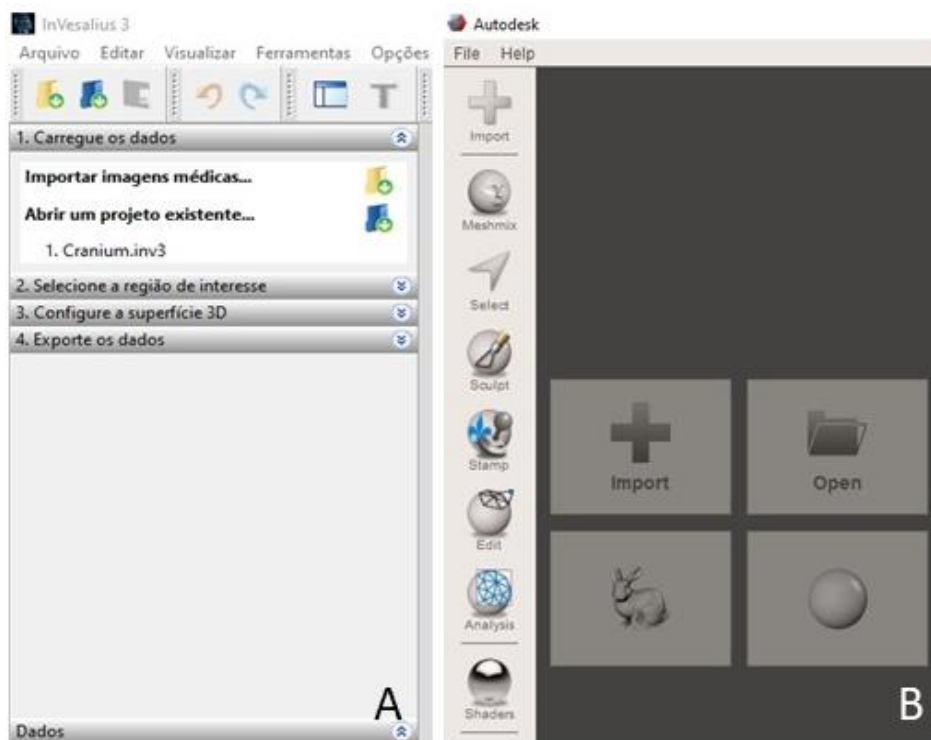 InVesalius 3
Arquivo Editar Visualizar Ferramentas Opções
T
1. Carregue os dados
Importar imagens médicas...
Abrir um projeto existente...
1. Cranium.inv3
2. Selecione a região de interesse
3. Configure a superfície 3D
4. Exporte os dados
Dados
A
Autodesk
File Help
Import
Meshmix
Select
Sculpt
Stamp
Edit
Analysis
Shaders
Import
Open
B